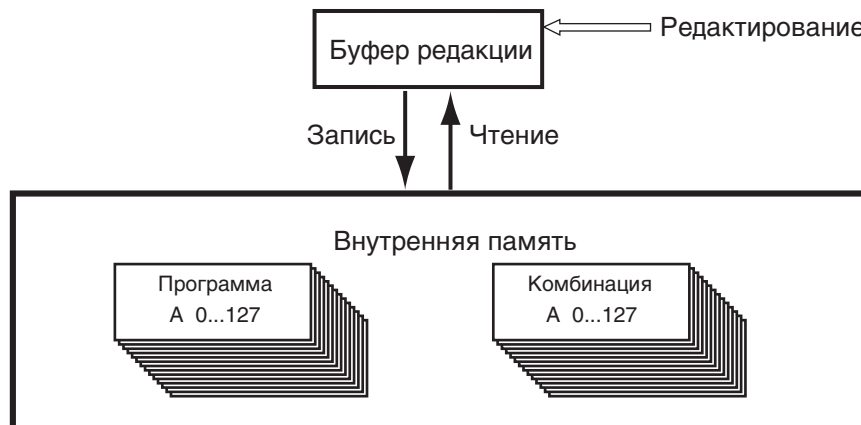 Буфер редакции
Редактирование
Запись
Чтение
Внутренняя память
Программа
A 0...127
Комбинация
A 0...127